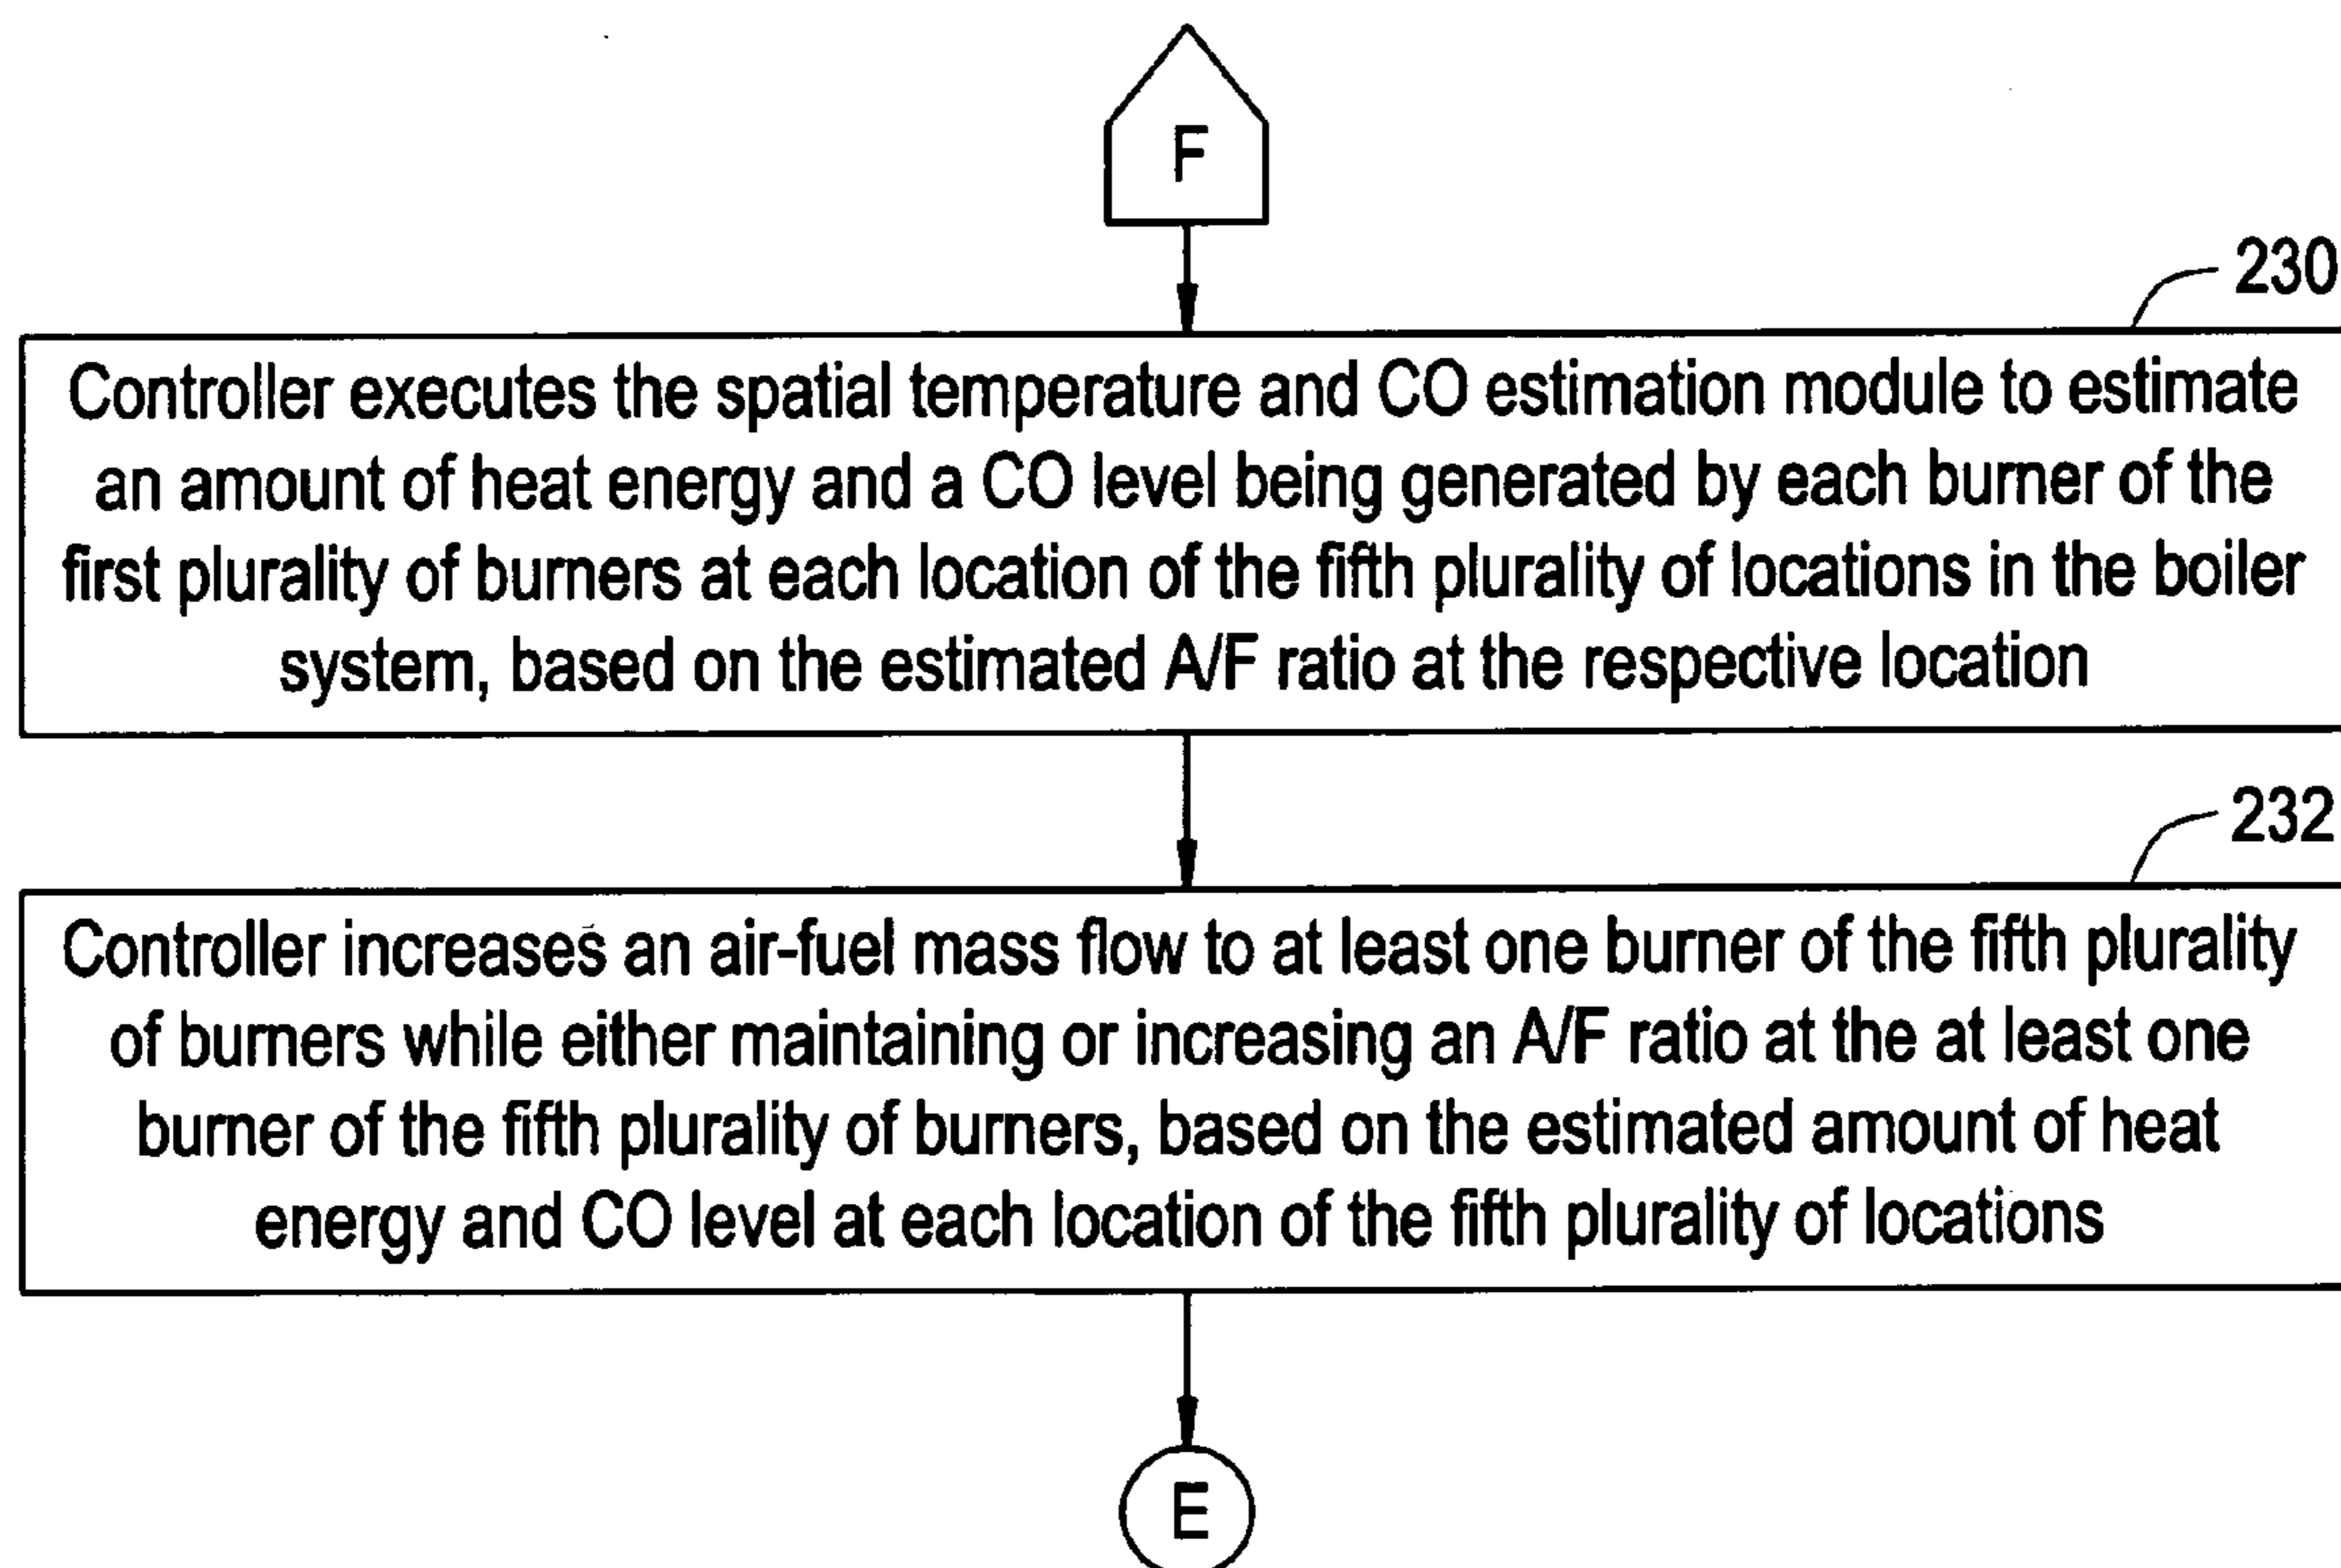 F
230
Controller executes the spatial temperature and CO estimation module to estimate
an amount of heat energy and a CO level being generated by each burner of the
first plurality of burners at each location of the fifth plurality of locations in the boiler
system, based on the estimated A/F ratio at the respective location
232
Controller increases an air-fuel mass flow to at least one burner of the fifth plurality
of burners while either maintaining or increasing an A/F ratio at the at least one
burner of the fifth plurality of burners, based on the estimated amount of heat
energy and CO level at each location of the fifth plurality of locations
E